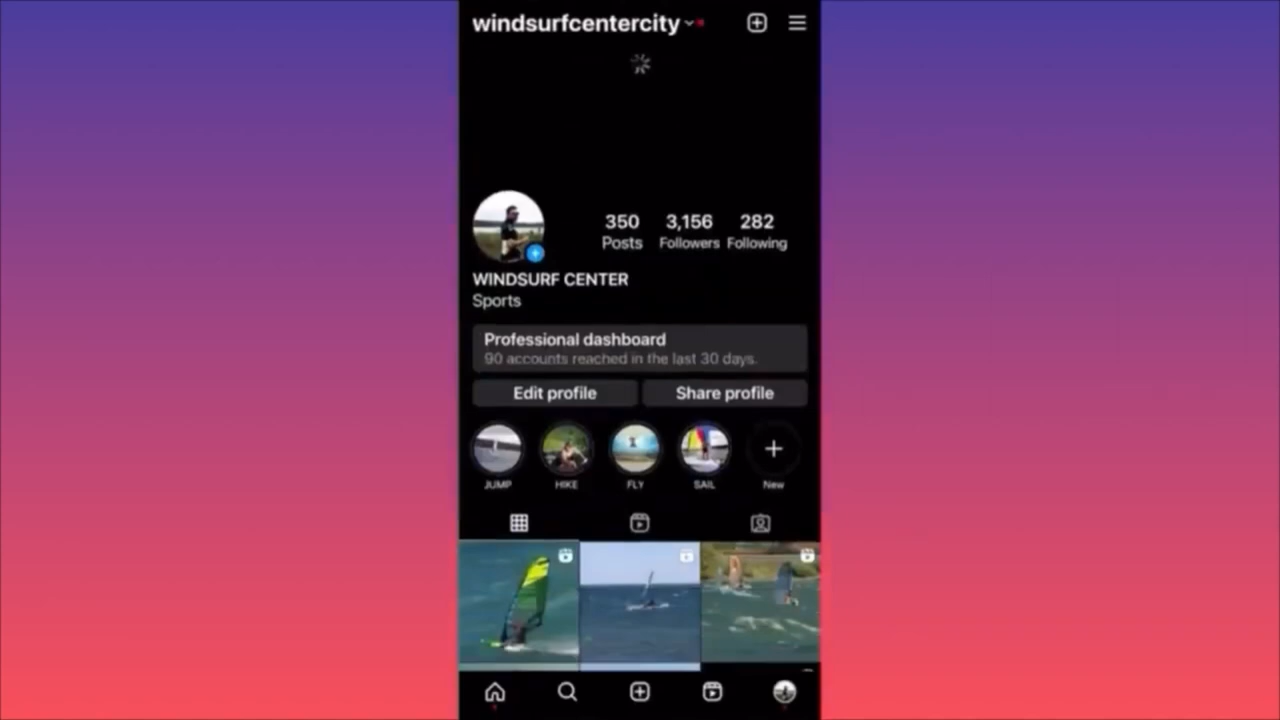 windsurfcentercity
350 3,156 282
Posts Followers Following
WINDSURF CENTER
Sports
Professional dashboard
90 accounts reached in the last 30 days.
Edit profile Share profile
JUMP HIKE FLY SAIL New